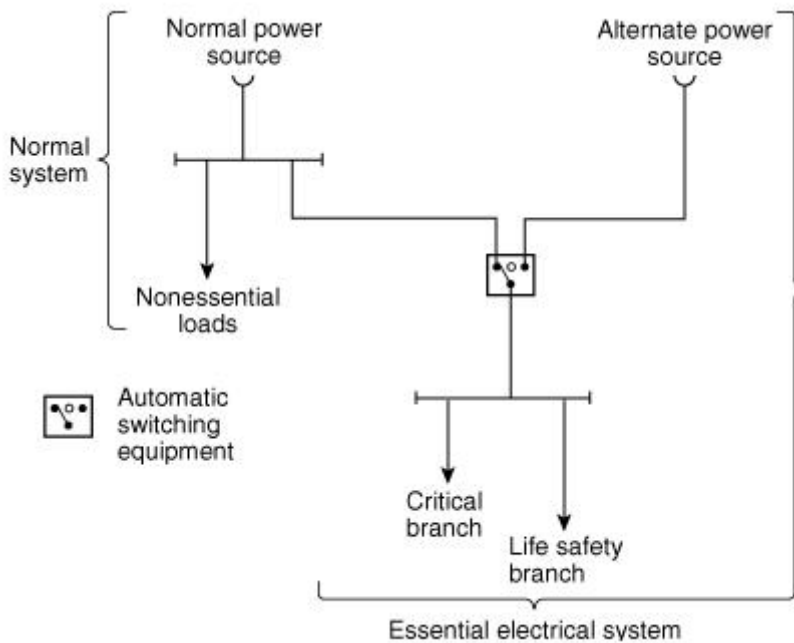 Normal power
source
Alternate power
source
Normal
system
Nonessential
loads
Automatic
switching
equipment
Critical
branch
Life safety
branch
Essential electrical system